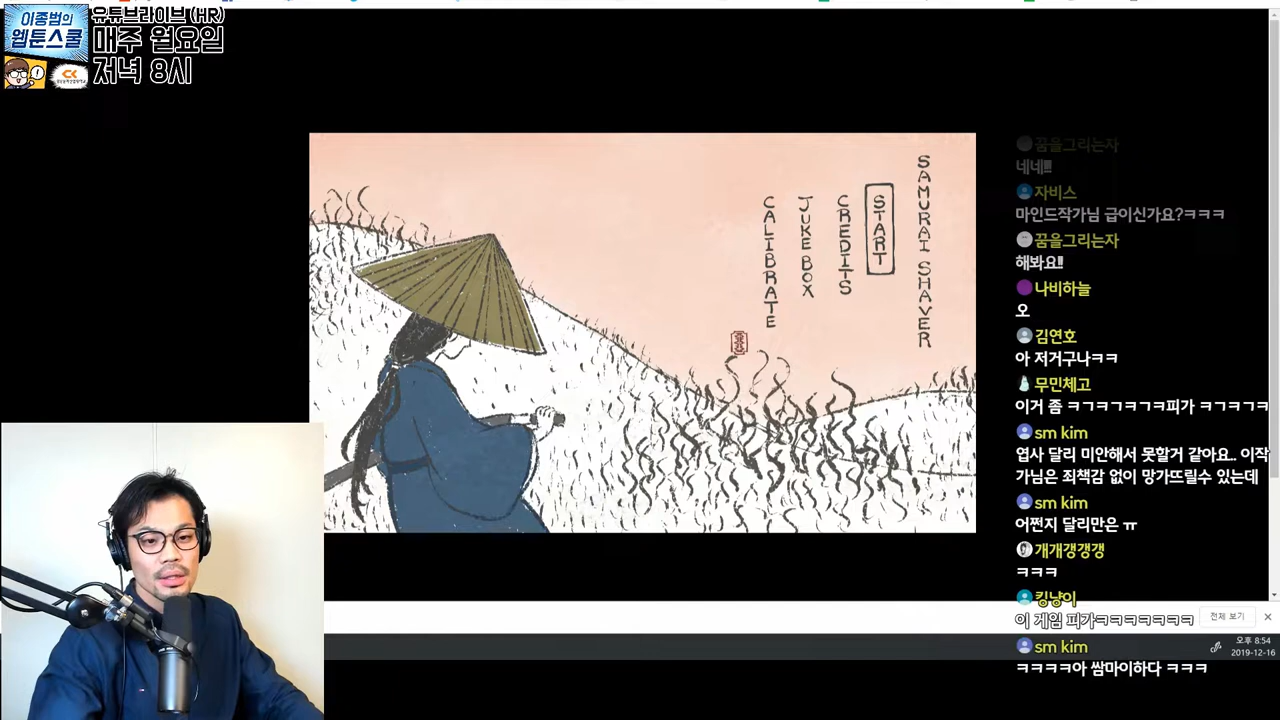 이종범의
웹툰스쿨
유튜브라이브 (HR)
매주 월요일
저녁 8시
CK
SAMURAI SHAVER
START
CREDITS
JUKEBOX
CALIBRATE
꿈을그리는자
네네!!!
자비스
마인드작가님 급이신가요?ㅋㅋㅋ
꿈을그리는자
해봐요!!
나비하늘
오
김연호
아 저거구나ㅋㅋ
무민체고
이거 좀 ㅋㄱㅋㄱㅋㄱㅋ피가 ㅋㄱㅋㄱㅋ
sm kim
엽사 달리 미안해서 못할거 같아요.. 이작
가님은 죄책감 없이 망가뜨릴수 있는데
sm kim
어쩐지 달리만은 ㅠ
개개갱갱갱
ㅋㅋㅋ
킹냥이
이 게임 피가ㅋㅋㅋㅋㅋㅋㅋ
전체 보기
sm kim
ㅋㅋㅋㅋ아 쌈마이하다 ㅋㅋㅋ
오후 8:54
2019-12-16